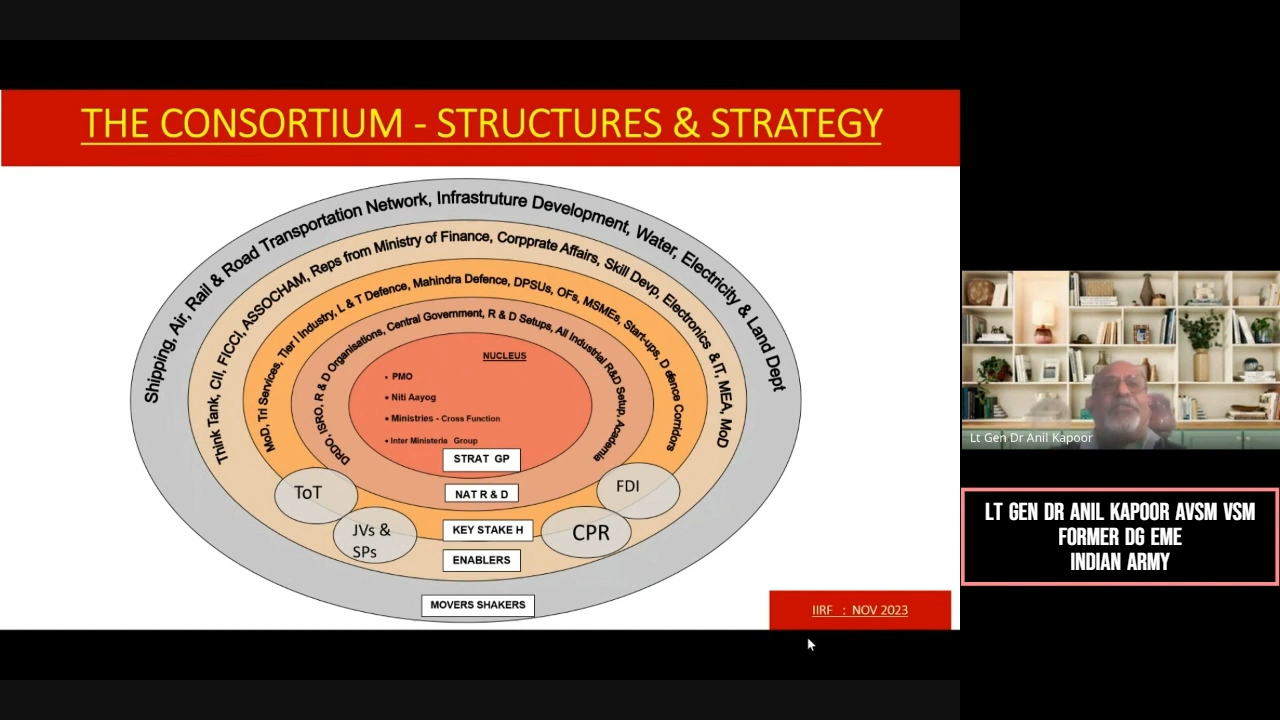 THE CONSORTIUM - STRUCTURES & STRATEGY
Shipping, Air, Rail & Road Transportation Network, Infrastruture Development, Water, Electricity & Land Dept
Think Tank, CII, FICCI, ASSOCHAM, Reps from Ministry of Finance, Corpprate Affairs, Skill Devp, Electronics & IT, MEA, MoD
MoD, Tri Services, Tier I Industry, L & T Defence, Mahindra Defence, DPSUs, OFs, MSMEs, Start-ups, D efence Corridors
DRDO, ISRO. R & D Organisations, Central Government, R & D Setups, All Industrial R&D Setup, Academia
NUCLEUS
• PMO
• Niti Aayog
• Ministries - Cross Function
• Inter Ministeria Group
STRAT GP
NAT R & D
KEY STAKE H
ENABLERS
MOVERS SHAKERS
ToT
JVs &
SPs
FDI
CPR
IIRF : NOV 2023
Lt Gen Dr Anil Kapoor
LT GEN DR ANIL KAPOOR AVSM VSM
FORMER DG EME
INDIAN ARMY